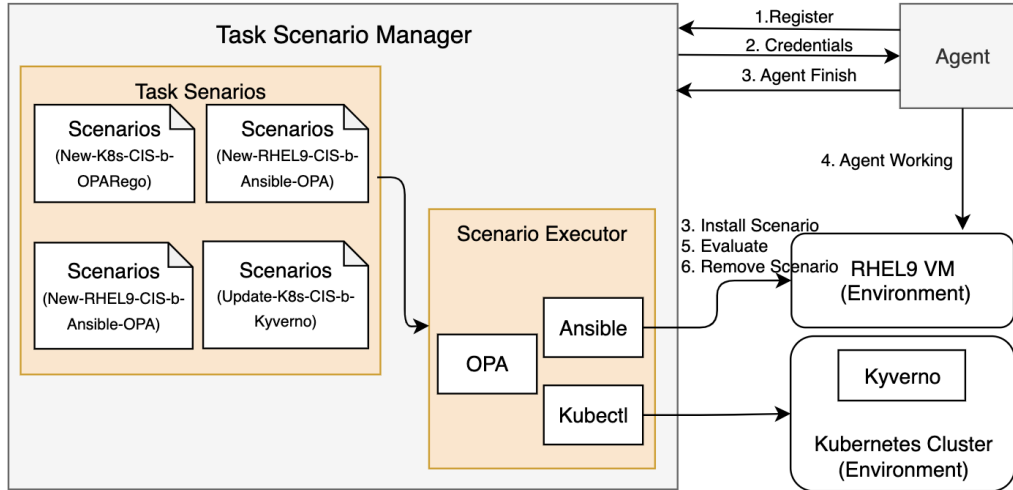 Task Scenario Manager
Task Senarios
Scenarios
(New-K8s-CIS-b-
OPARego)
Scenarios
(New-RHEL9-CIS-b-
Ansible-OPA)
Scenarios
(New-RHEL9-CIS-b-
Ansible-OPA)
Scenarios
(Update-K8s-CIS-b-
Kyverno)
Scenario Executor
OPA
Ansible
Kubectl
1.Register
2. Credentials
3. Agent Finish
Agent
4. Agent Working
3. Install Scenario
5. Evaluate
6. Remove Scenario
RHEL9 VM
(Environment)
Kyverno
Kubernetes Cluster
(Environment)